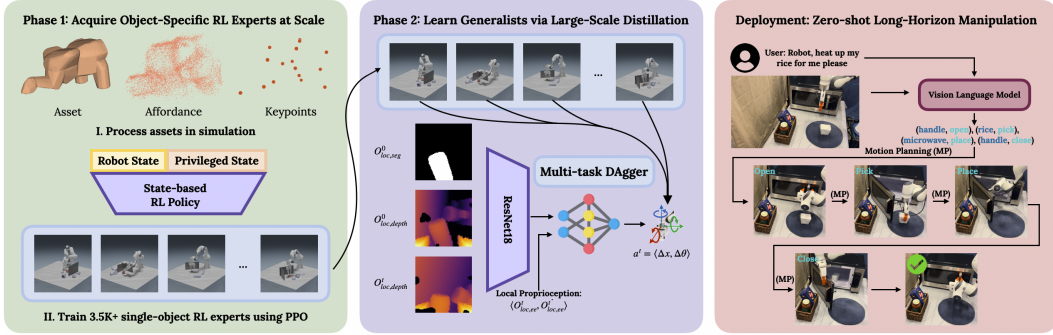 Phase 1: Acquire Object-Specific RL Experts at Scale
Asset
Affordance
Keypoints
I. Process assets in simulation
Robot State
Privileged State
State-based
RL Policy
...
II. Train 3.5K+ single-object RL experts using PPO
Phase 2: Learn Generalists via Large-Scale Distillation
...
O⁰loc,seg
O⁰loc,depth
Oᵗloc,depth
ResNet18
Multi-task DAgger
aᵗ = ⟨Δx, Δθ⟩
Local Proprioception:
⟨Oᵗloc,ee, Oᵗloc,ee⟩
Deployment: Zero-shot Long-Horizon Manipulation
User: Robot, heat up my
rice for me please
Vision Language Model
(handle, open), (rice, pick),
(microwave, place), (handle, close)
Motion Planning (MP)
Open
(MP)
Pick
(MP)
Place
(MP)
Close